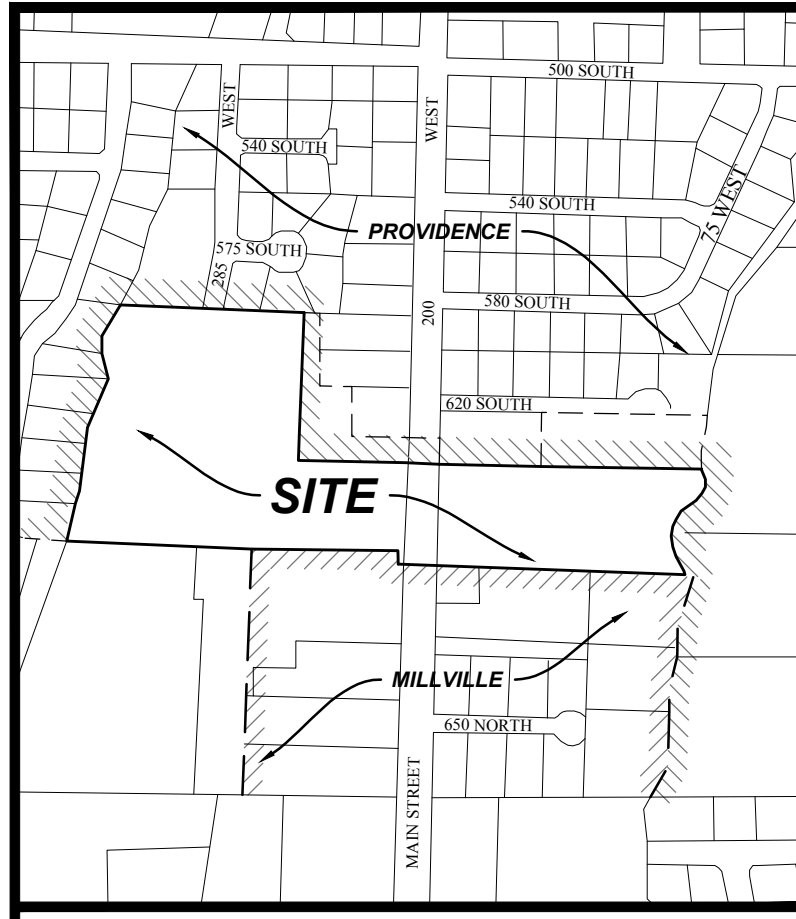 500 SOUTH
WEST
WEST
540 SOUTH
540 SOUTH
75 WEST
PROVIDENCE
575 SOUTH
285
580 SOUTH
200
620 SOUTH
SITE
MILLVILLE
650 NORTH
MAIN STREET